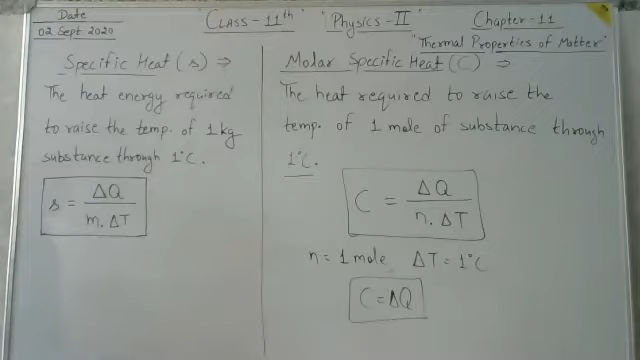 Date
02 Sept 2020
CLASS-11th "Physics-II" Chapter-11
"Thermal Properties of Matter"
Specific Heat (s) ⇒
The heat energy required
to raise the temp. of 1 kg
substance through 1°C.
s = ΔQ / m. ΔT
Molar Specific Heat (C) ⇒
The heat required to raise the
temp. of 1 mole of substance through
1°C.
C = ΔQ / n. ΔT
n = 1 mole ΔT = 1°C
C = ΔQ